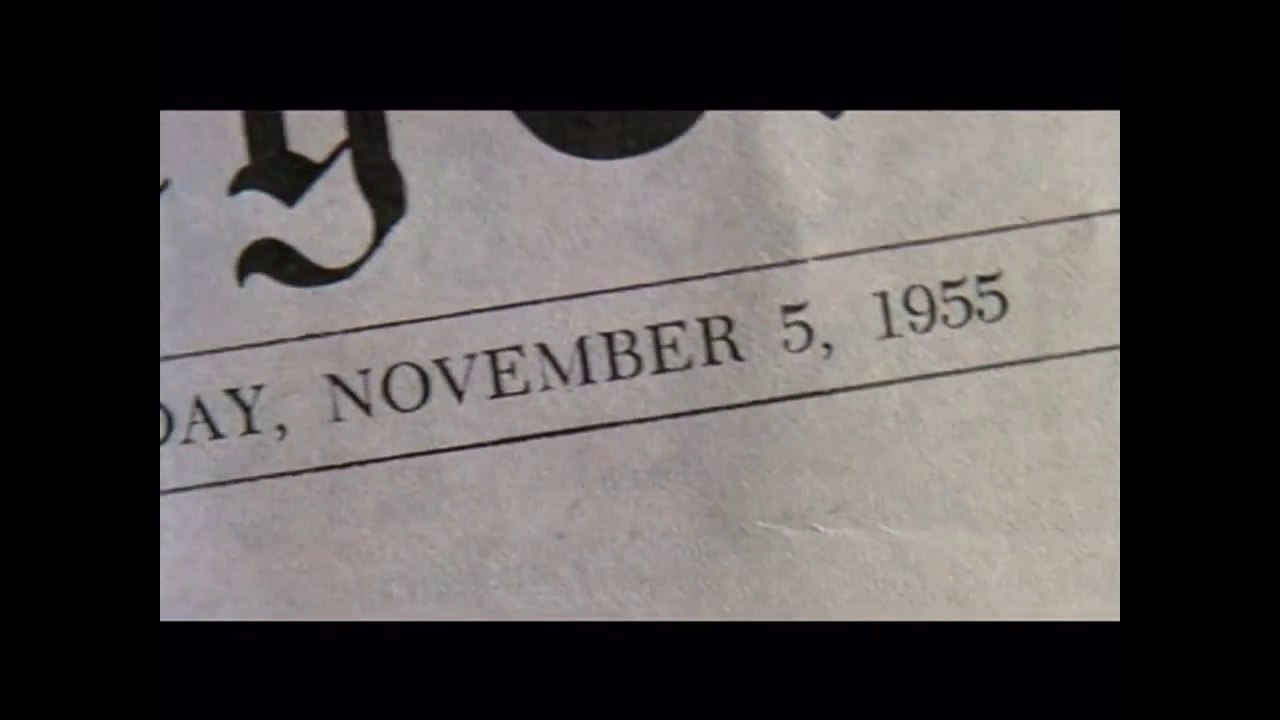 y
DAY, NOVEMBER 5, 1955